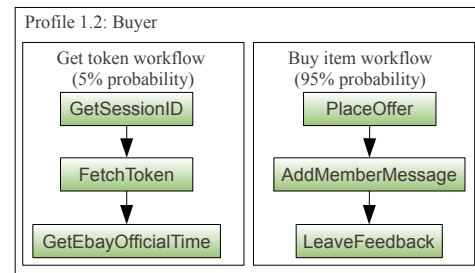 Profile 1.2: Buyer
Get token workflow
(5% probability)
GetSessionID
FetchToken
GetEbayOfficialTime
Buy item workflow
(95% probability)
PlaceOffer
AddMemberMessage
LeaveFeedback